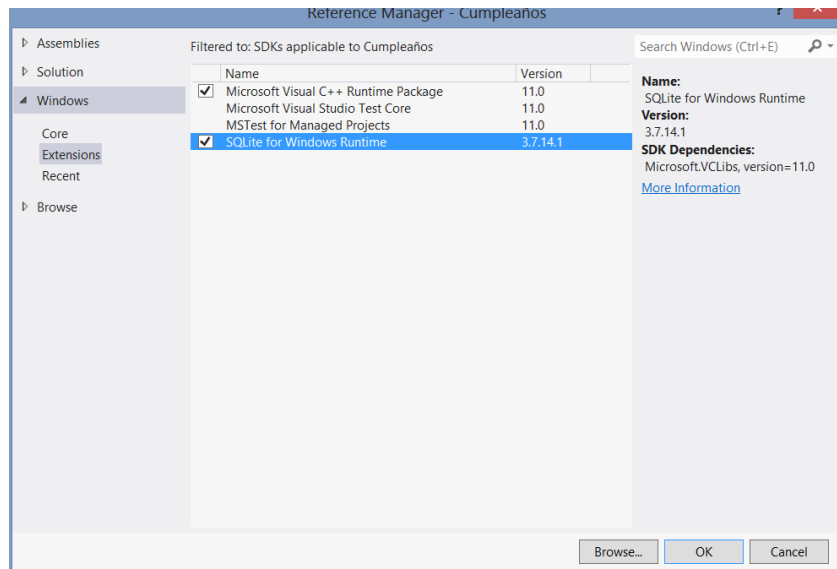 Reference Manager - Cumpleaños
?
Assemblies
Solution
Windows
Core
Extensions
Recent
Browse
Filtered to: SDKs applicable to Cumpleaños
Name Version
Microsoft Visual C++ Runtime Package 11.0
Microsoft Visual Studio Test Core 11.0
MSTest for Managed Projects 11.0
SQLite for Windows Runtime 3.7.14.1
Search Windows (Ctrl+E)
Name:
SQLite for Windows Runtime
Version:
3.7.14.1
SDK Dependencies:
Microsoft.VCLibs, version=11.0
More Information
Browse... OK Cancel